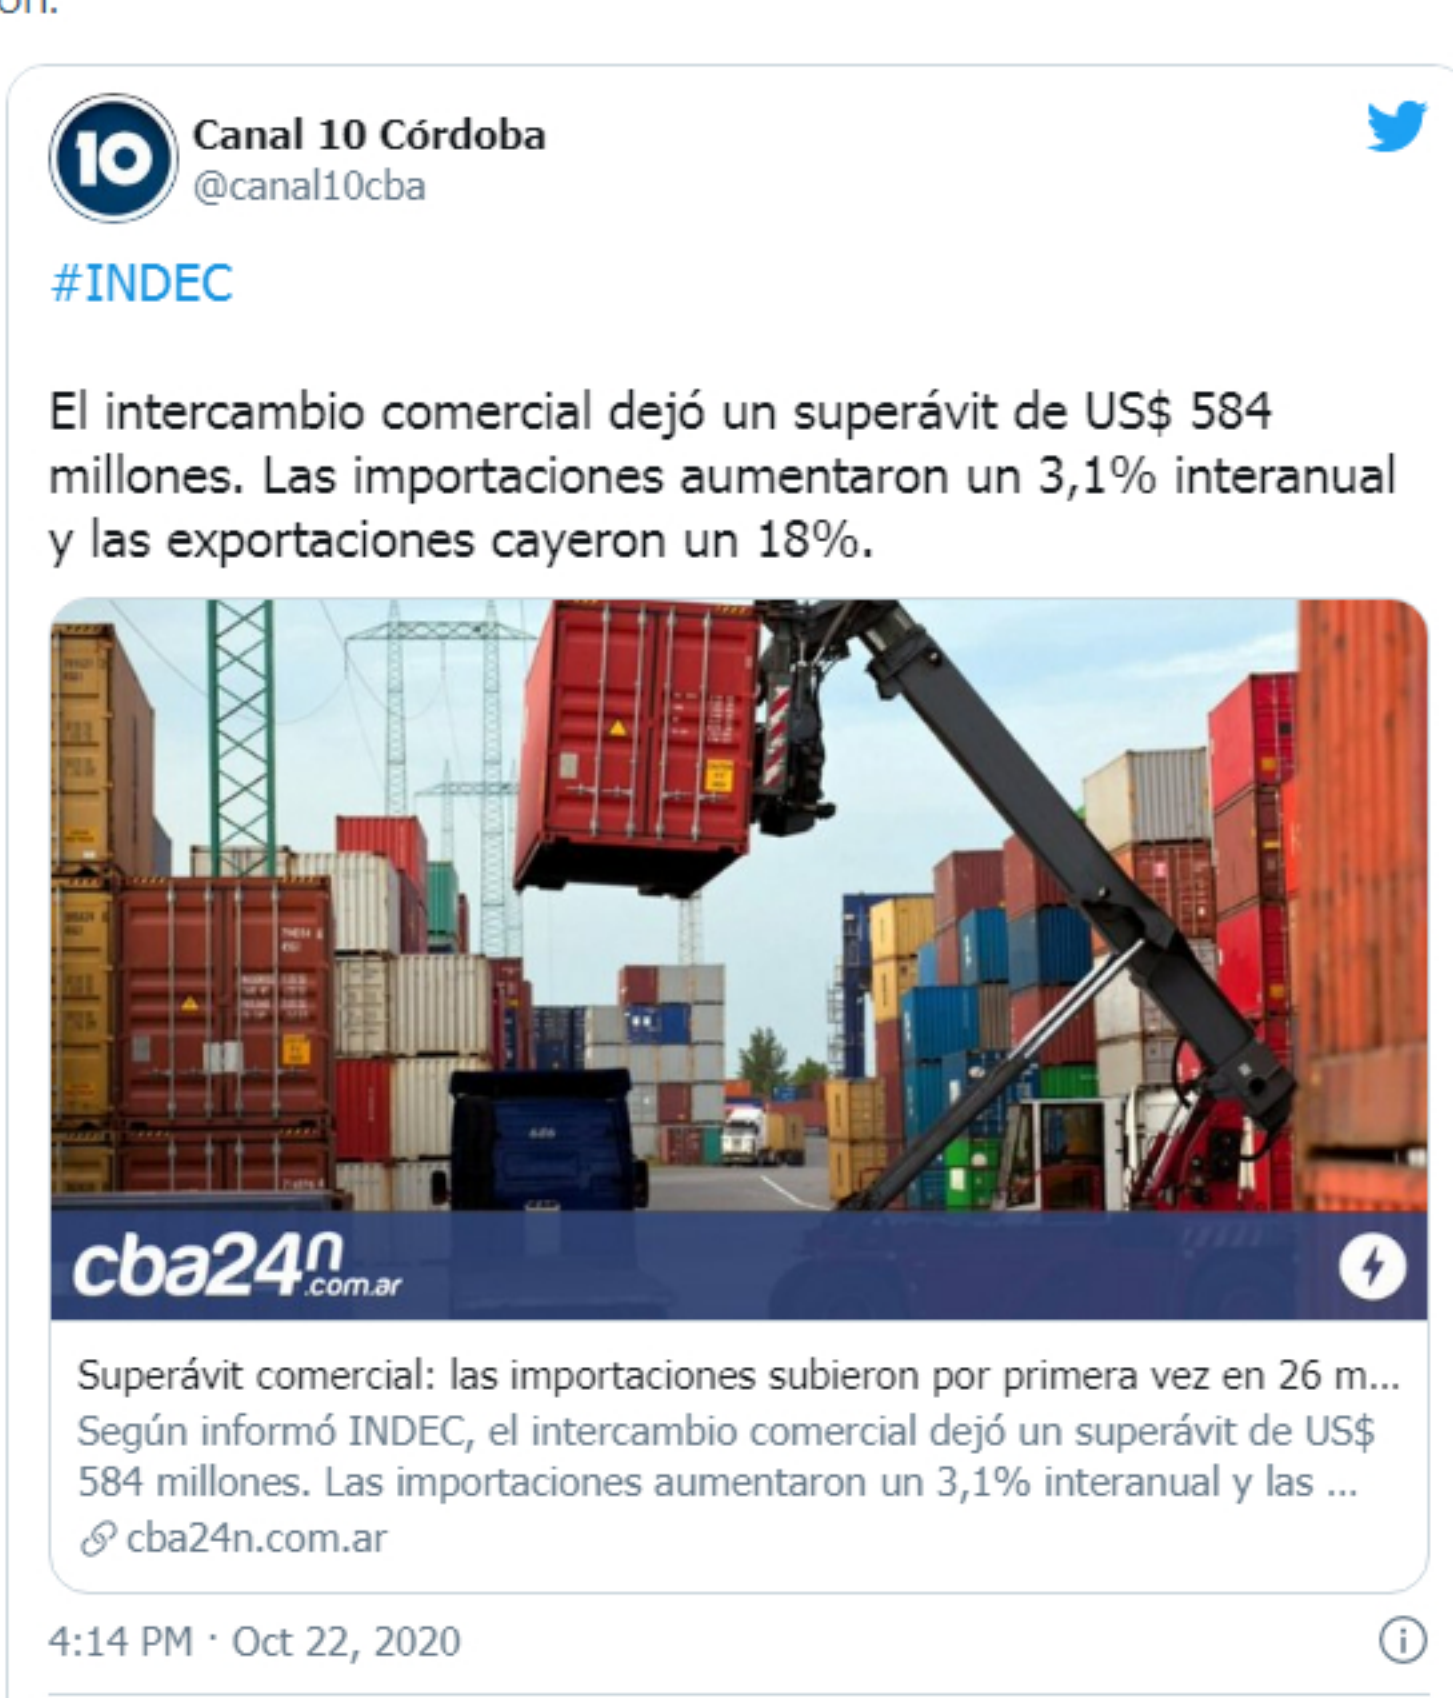 ón.
10
Canal 10 Córdoba
@canal10cba
#INDEC
El intercambio comercial dejó un superávit de US$ 584
millones. Las importaciones aumentaron un 3,1% interanual
y las exportaciones cayeron un 18%.
cba24n
.com.ar
Superávit comercial: las importaciones subieron por primera vez en 26 m...
Según informó INDEC, el intercambio comercial dejó un superávit de US$
584 millones. Las importaciones aumentaron un 3,1% interanual y las ...
cba24n.com.ar
4:14 PM · Oct 22, 2020